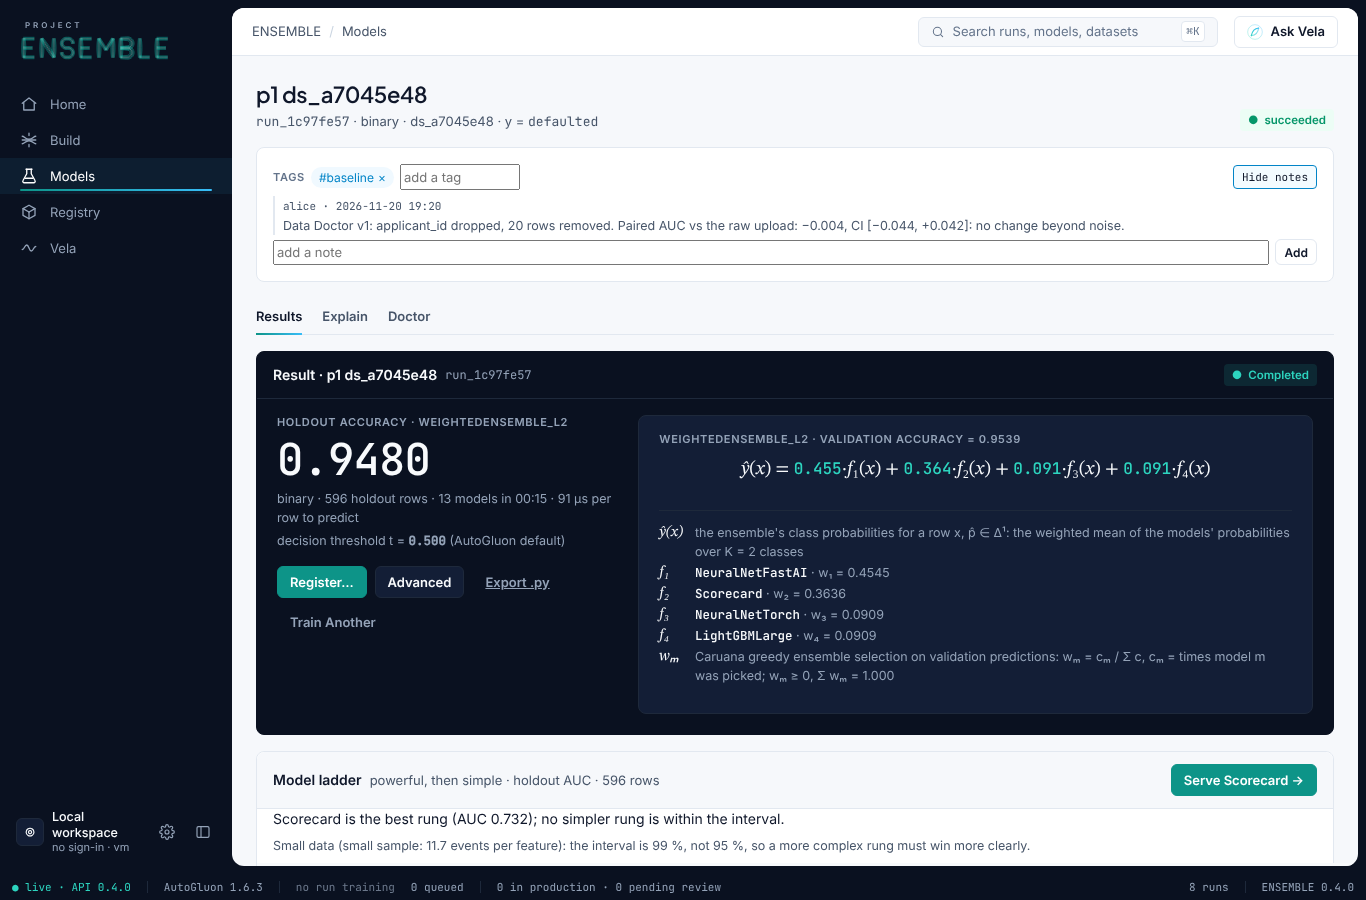 PROJECT
ENSEMBLE
Home
Build
Models
Registry
Vela
Local workspace
no sign-in · vm
ENSEMBLE / Models
Search runs, models, datasets ⌘K
Ask Vela
p1 ds_a7045e48
run_1c97fe57 · binary · ds_a7045e48 · y = defaulted
succeeded
TAGS #baseline × add a tag
Hide notes
alice · 2026-11-20 19:20
Data Doctor v1: applicant_id dropped, 20 rows removed. Paired AUC vs the raw upload: −0.004, CI [−0.044, +0.042]: no change beyond noise.
add a note
Add
Results Explain Doctor
Result · p1 ds_a7045e48 run_1c97fe57
Completed
HOLDOUT ACCURACY · WEIGHTEDENSEMBLE_L2
0.9480
binary · 596 holdout rows · 13 models in 00:15 · 91 µs per
row to predict
decision threshold t = 0.500 (AutoGluon default)
Register... Advanced Export .py
Train Another
WEIGHTEDENSEMBLE_L2 · VALIDATION ACCURACY = 0.9539
ŷ(x) = 0.455·f₁(x) + 0.364·f₂(x) + 0.091·f₃(x) + 0.091·f₄(x)
ŷ(x) the ensemble's class probabilities for a row x, p̂ ∈ Δ¹: the weighted mean of the models' probabilities
over K = 2 classes
f₁ NeuralNetFastAI · w₁ = 0.4545
f₂ Scorecard · w₂ = 0.3636
f₃ NeuralNetTorch · w₃ = 0.0909
f₄ LightGBMLarge · w₄ = 0.0909
wₘ Caruana greedy ensemble selection on validation predictions: wₘ = cₘ / Σ c, cₘ = times model m
was picked; wₘ ≥ 0, Σ wₘ = 1.000
Model ladder powerful, then simple · holdout AUC · 596 rows
Serve Scorecard →
Scorecard is the best rung (AUC 0.732); no simpler rung is within the interval.
Small data (small sample: 11.7 events per feature): the interval is 99 %, not 95 %, so a more complex rung must win more clearly.
live · API 0.4.0
AutoGluon 1.6.3
no run training 0 queued
0 in production · 0 pending review
8 runs
ENSEMBLE 0.4.0